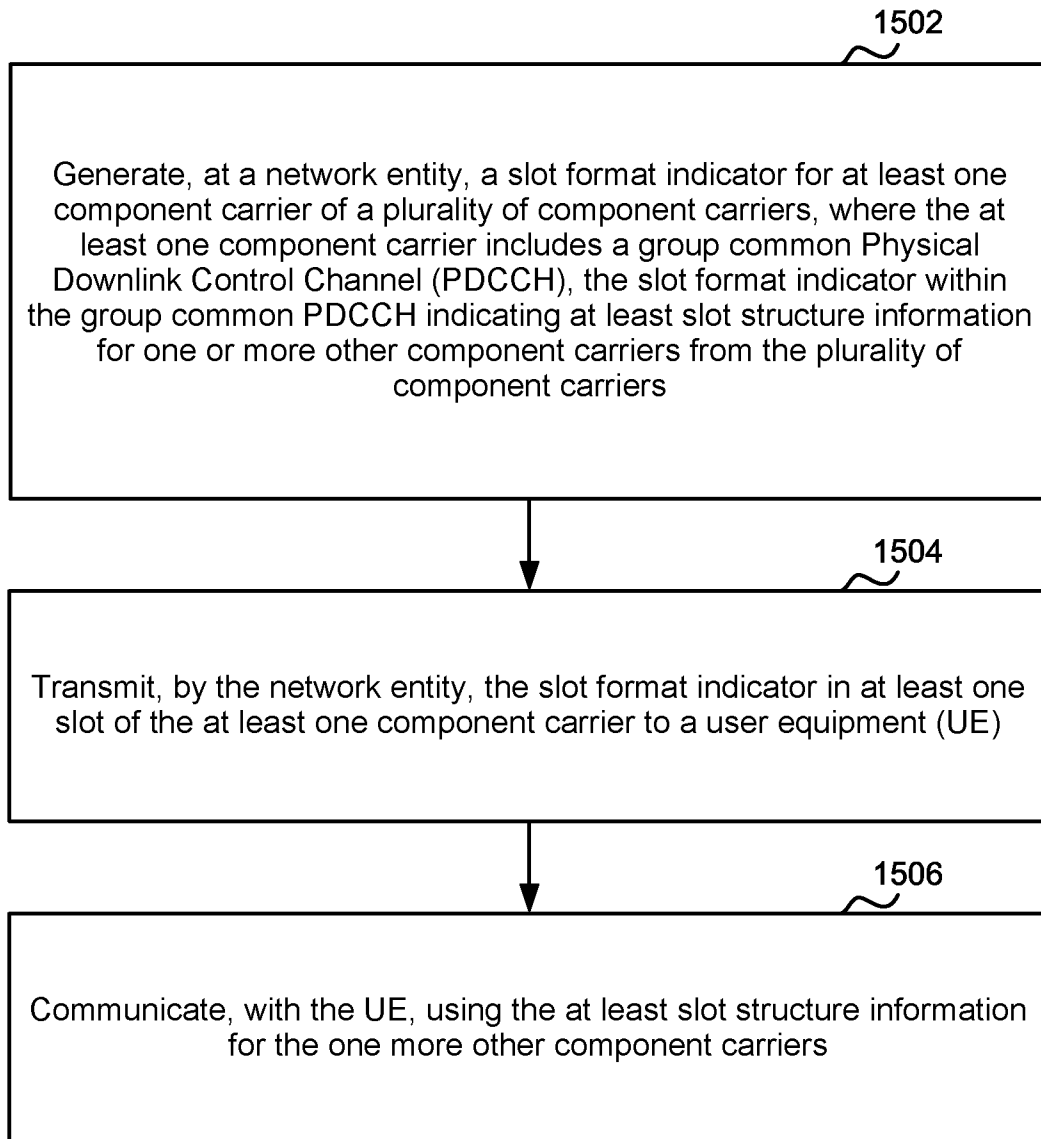 1502
Generate, at a network entity, a slot format indicator for at least one
component carrier of a plurality of component carriers, where the at
least one component carrier includes a group common Physical
Downlink Control Channel (PDCCH), the slot format indicator within
the group common PDCCH indicating at least slot structure information
for one or more other component carriers from the plurality of
component carriers
1504
Transmit, by the network entity, the slot format indicator in at least one
slot of the at least one component carrier to a user equipment (UE)
1506
Communicate, with the UE, using the at least slot structure information
for the one more other component carriers